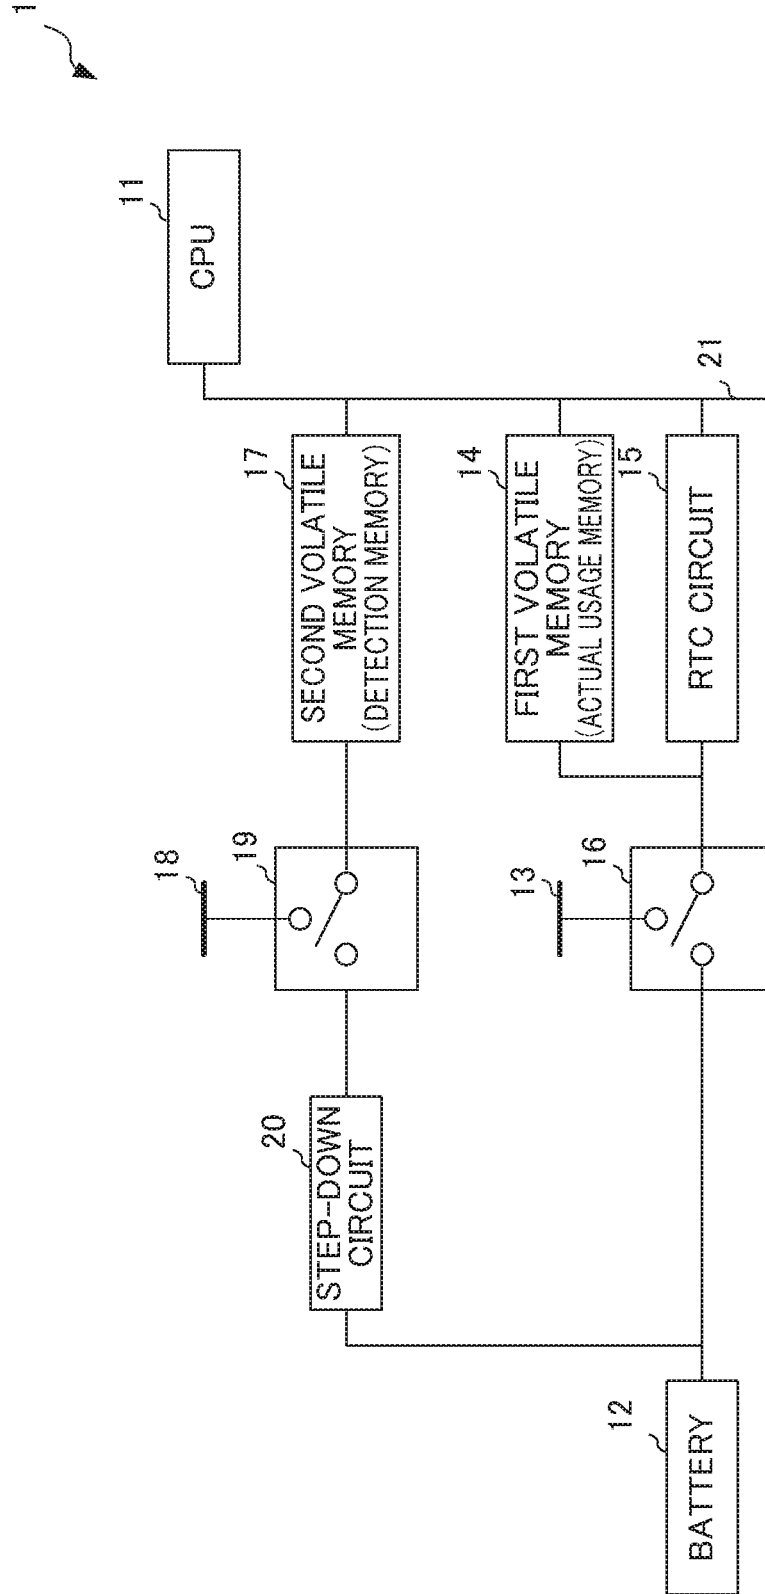 1
11
CPU
17
SECOND VOLATILE
MEMORY
(DETECTION MEMORY)
14
FIRST VOLATILE
MEMORY
(ACTUAL USAGE MEMORY)
15
RTC CIRCUIT
21
18
19
13
16
20
STEP-DOWN
CIRCUIT
12
BATTERY